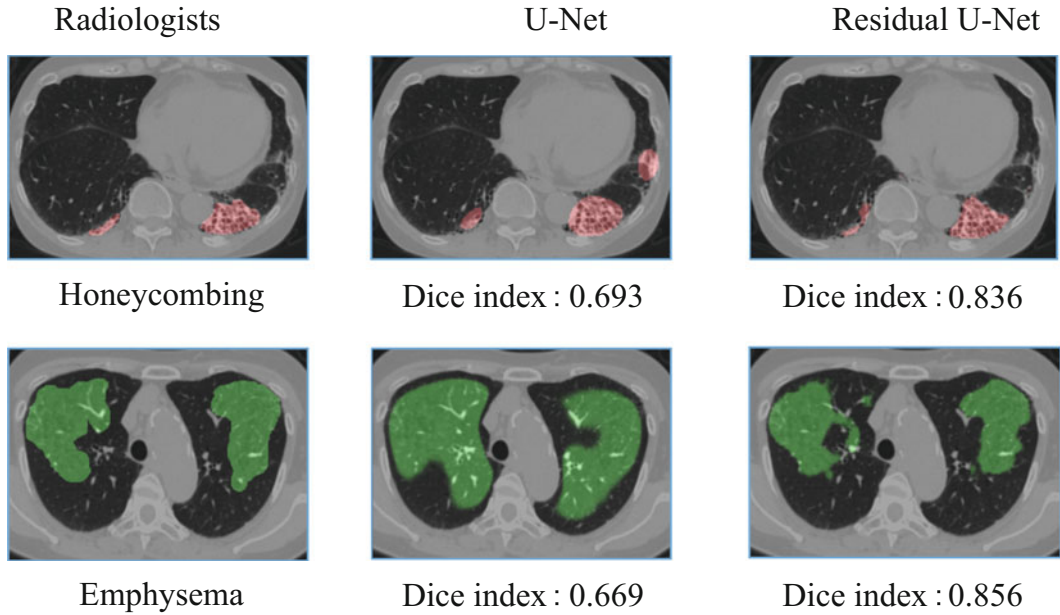 Radiologists U-Net Residual U-Net
Honeycombing Dice index : 0.693 Dice index : 0.836
Emphysema Dice index : 0.669 Dice index : 0.856